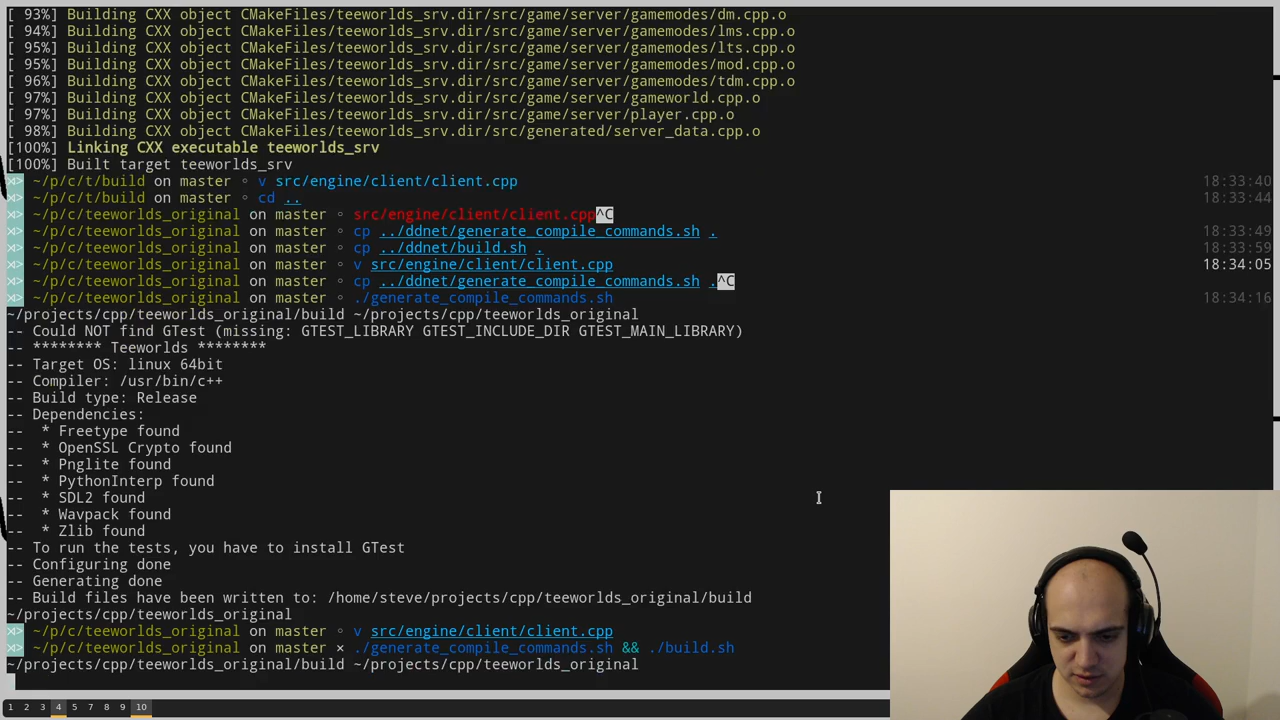 [ 93%] Building CXX object CMakeFiles/teeworlds_srv.dir/src/game/server/gamemodes/dm.cpp.o
[ 94%] Building CXX object CMakeFiles/teeworlds_srv.dir/src/game/server/gamemodes/lms.cpp.o
[ 95%] Building CXX object CMakeFiles/teeworlds_srv.dir/src/game/server/gamemodes/lts.cpp.o
[ 95%] Building CXX object CMakeFiles/teeworlds_srv.dir/src/game/server/gamemodes/mod.cpp.o
[ 96%] Building CXX object CMakeFiles/teeworlds_srv.dir/src/game/server/gamemodes/tdm.cpp.o
[ 97%] Building CXX object CMakeFiles/teeworlds_srv.dir/src/game/server/gameworld.cpp.o
[ 97%] Building CXX object CMakeFiles/teeworlds_srv.dir/src/game/server/player.cpp.o
[ 98%] Building CXX object CMakeFiles/teeworlds_srv.dir/src/generated/server_data.cpp.o
[100%] Linking CXX executable teeworlds_srv
[100%] Built target teeworlds_srv
~/p/c/t/build on master ◦ v src/engine/client/client.cpp 18:33:40
~/p/c/t/build on master ◦ cd .. 18:33:44
~/p/c/teeworlds_original on master ◦ src/engine/client/client.cpp^C
~/p/c/teeworlds_original on master ◦ cp ../ddnet/generate_compile_commands.sh . 18:33:49
~/p/c/teeworlds_original on master ◦ cp ../ddnet/build.sh . 18:33:59
~/p/c/teeworlds_original on master ◦ v src/engine/client/client.cpp 18:34:05
~/p/c/teeworlds_original on master ◦ cp ../ddnet/generate_compile_commands.sh .^C
~/p/c/teeworlds_original on master ◦ ./generate_compile_commands.sh 18:34:16
~/projects/cpp/teeworlds_original/build ~/projects/cpp/teeworlds_original
-- Could NOT find GTest (missing: GTEST_LIBRARY GTEST_INCLUDE_DIR GTEST_MAIN_LIBRARY)
-- ******** Teeworlds ********
-- Target OS: linux 64bit
-- Compiler: /usr/bin/c++
-- Build type: Release
-- Dependencies:
--  * Freetype found
--  * OpenSSL Crypto found
--  * Pnglite found
--  * PythonInterp found
--  * SDL2 found
--  * Wavpack found
--  * Zlib found
-- To run the tests, you have to install GTest
-- Configuring done
-- Generating done
-- Build files have been written to: /home/steve/projects/cpp/teeworlds_original/build
~/projects/cpp/teeworlds_original
~/p/c/teeworlds_original on master ◦ v src/engine/client/client.cpp
~/p/c/teeworlds_original on master × ./generate_compile_commands.sh && ./build.sh
~/projects/cpp/teeworlds_original/build ~/projects/cpp/teeworlds_original
1 2 3 4 5 7 8 9 10